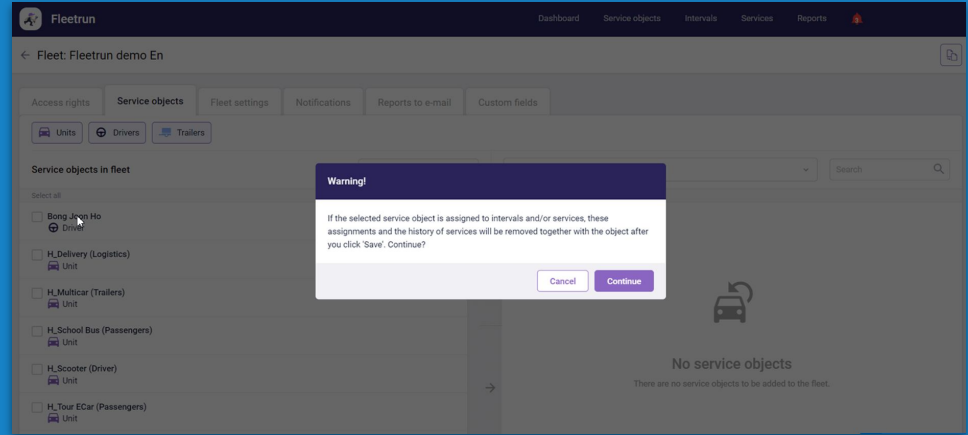 Fleetrun
Dashboard
Service objects
Intervals
Services
Reports
Fleet: Fleetrun demo En
Access rights
Service objects
Fleet settings
Notifications
Reports to e-mail
Custom fields
Units
Drivers
Trailers
Service objects in fleet
Search
Select all
Bong Joon Ho
Driver
H_Delivery (Logistics)
Unit
H_Multicar (Trailers)
Unit
H_School Bus (Passengers)
Unit
H_Scooter (Driver)
Unit
H_Tour ECar (Passengers)
Unit
Warning!
If the selected service object is assigned to intervals and/or services, these
assignments and the history of services will be removed together with the object after
you click 'Save'. Continue?
Cancel
Continue
No service objects
There are no service objects to be added to the fleet.